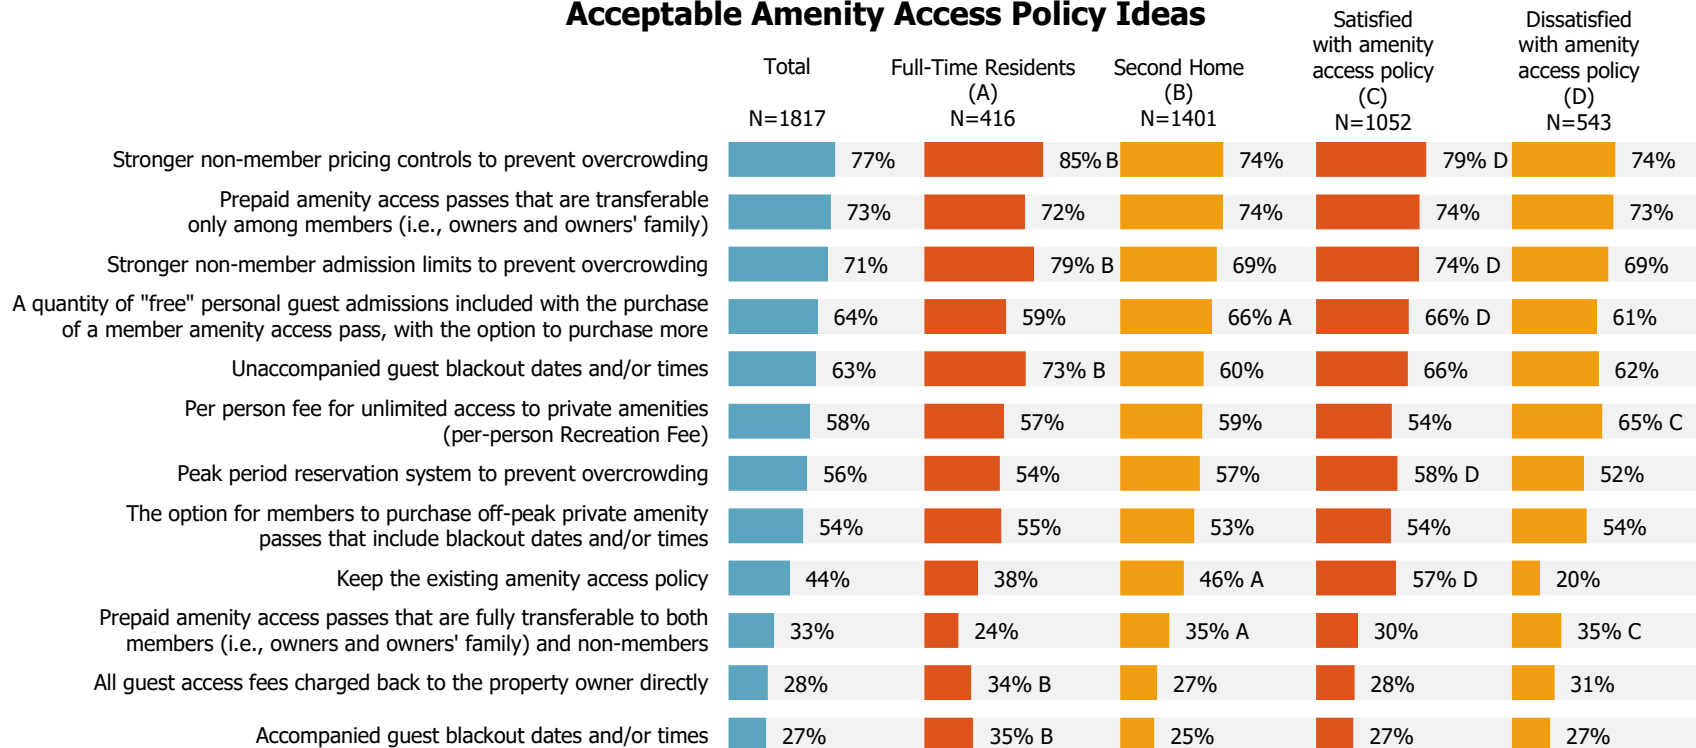 Acceptable Amenity Access Policy Ideas
Total
N=1817
Full-Time Residents
(A)
N=416
Second Home
(B)
N=1401
Satisfied
with amenity
access policy
(C)
N=1052
Dissatisfied
with amenity
access policy
(D)
N=543
Stronger non-member pricing controls to prevent overcrowding
77%
85% B
74%
79% D
74%
Prepaid amenity access passes that are transferable
only among members (i.e., owners and owners' family)
73%
72%
74%
74%
73%
Stronger non-member admission limits to prevent overcrowding
71%
79% B
69%
74% D
69%
A quantity of "free" personal guest admissions included with the purchase
of a member amenity access pass, with the option to purchase more
64%
59%
66% A
66% D
61%
Unaccompanied guest blackout dates and/or times
63%
73% B
60%
66%
62%
Per person fee for unlimited access to private amenities
(per-person Recreation Fee)
58%
57%
59%
54%
65% C
Peak period reservation system to prevent overcrowding
56%
54%
57%
58% D
52%
The option for members to purchase off-peak private amenity
passes that include blackout dates and/or times
54%
55%
53%
54%
54%
Keep the existing amenity access policy
44%
38%
46% A
57% D
20%
Prepaid amenity access passes that are fully transferable to both
members (i.e., owners and owners' family) and non-members
33%
24%
35% A
30%
35% C
All guest access fees charged back to the property owner directly
28%
34% B
27%
28%
31%
Accompanied guest blackout dates and/or times
27%
35% B
25%
27%
27%